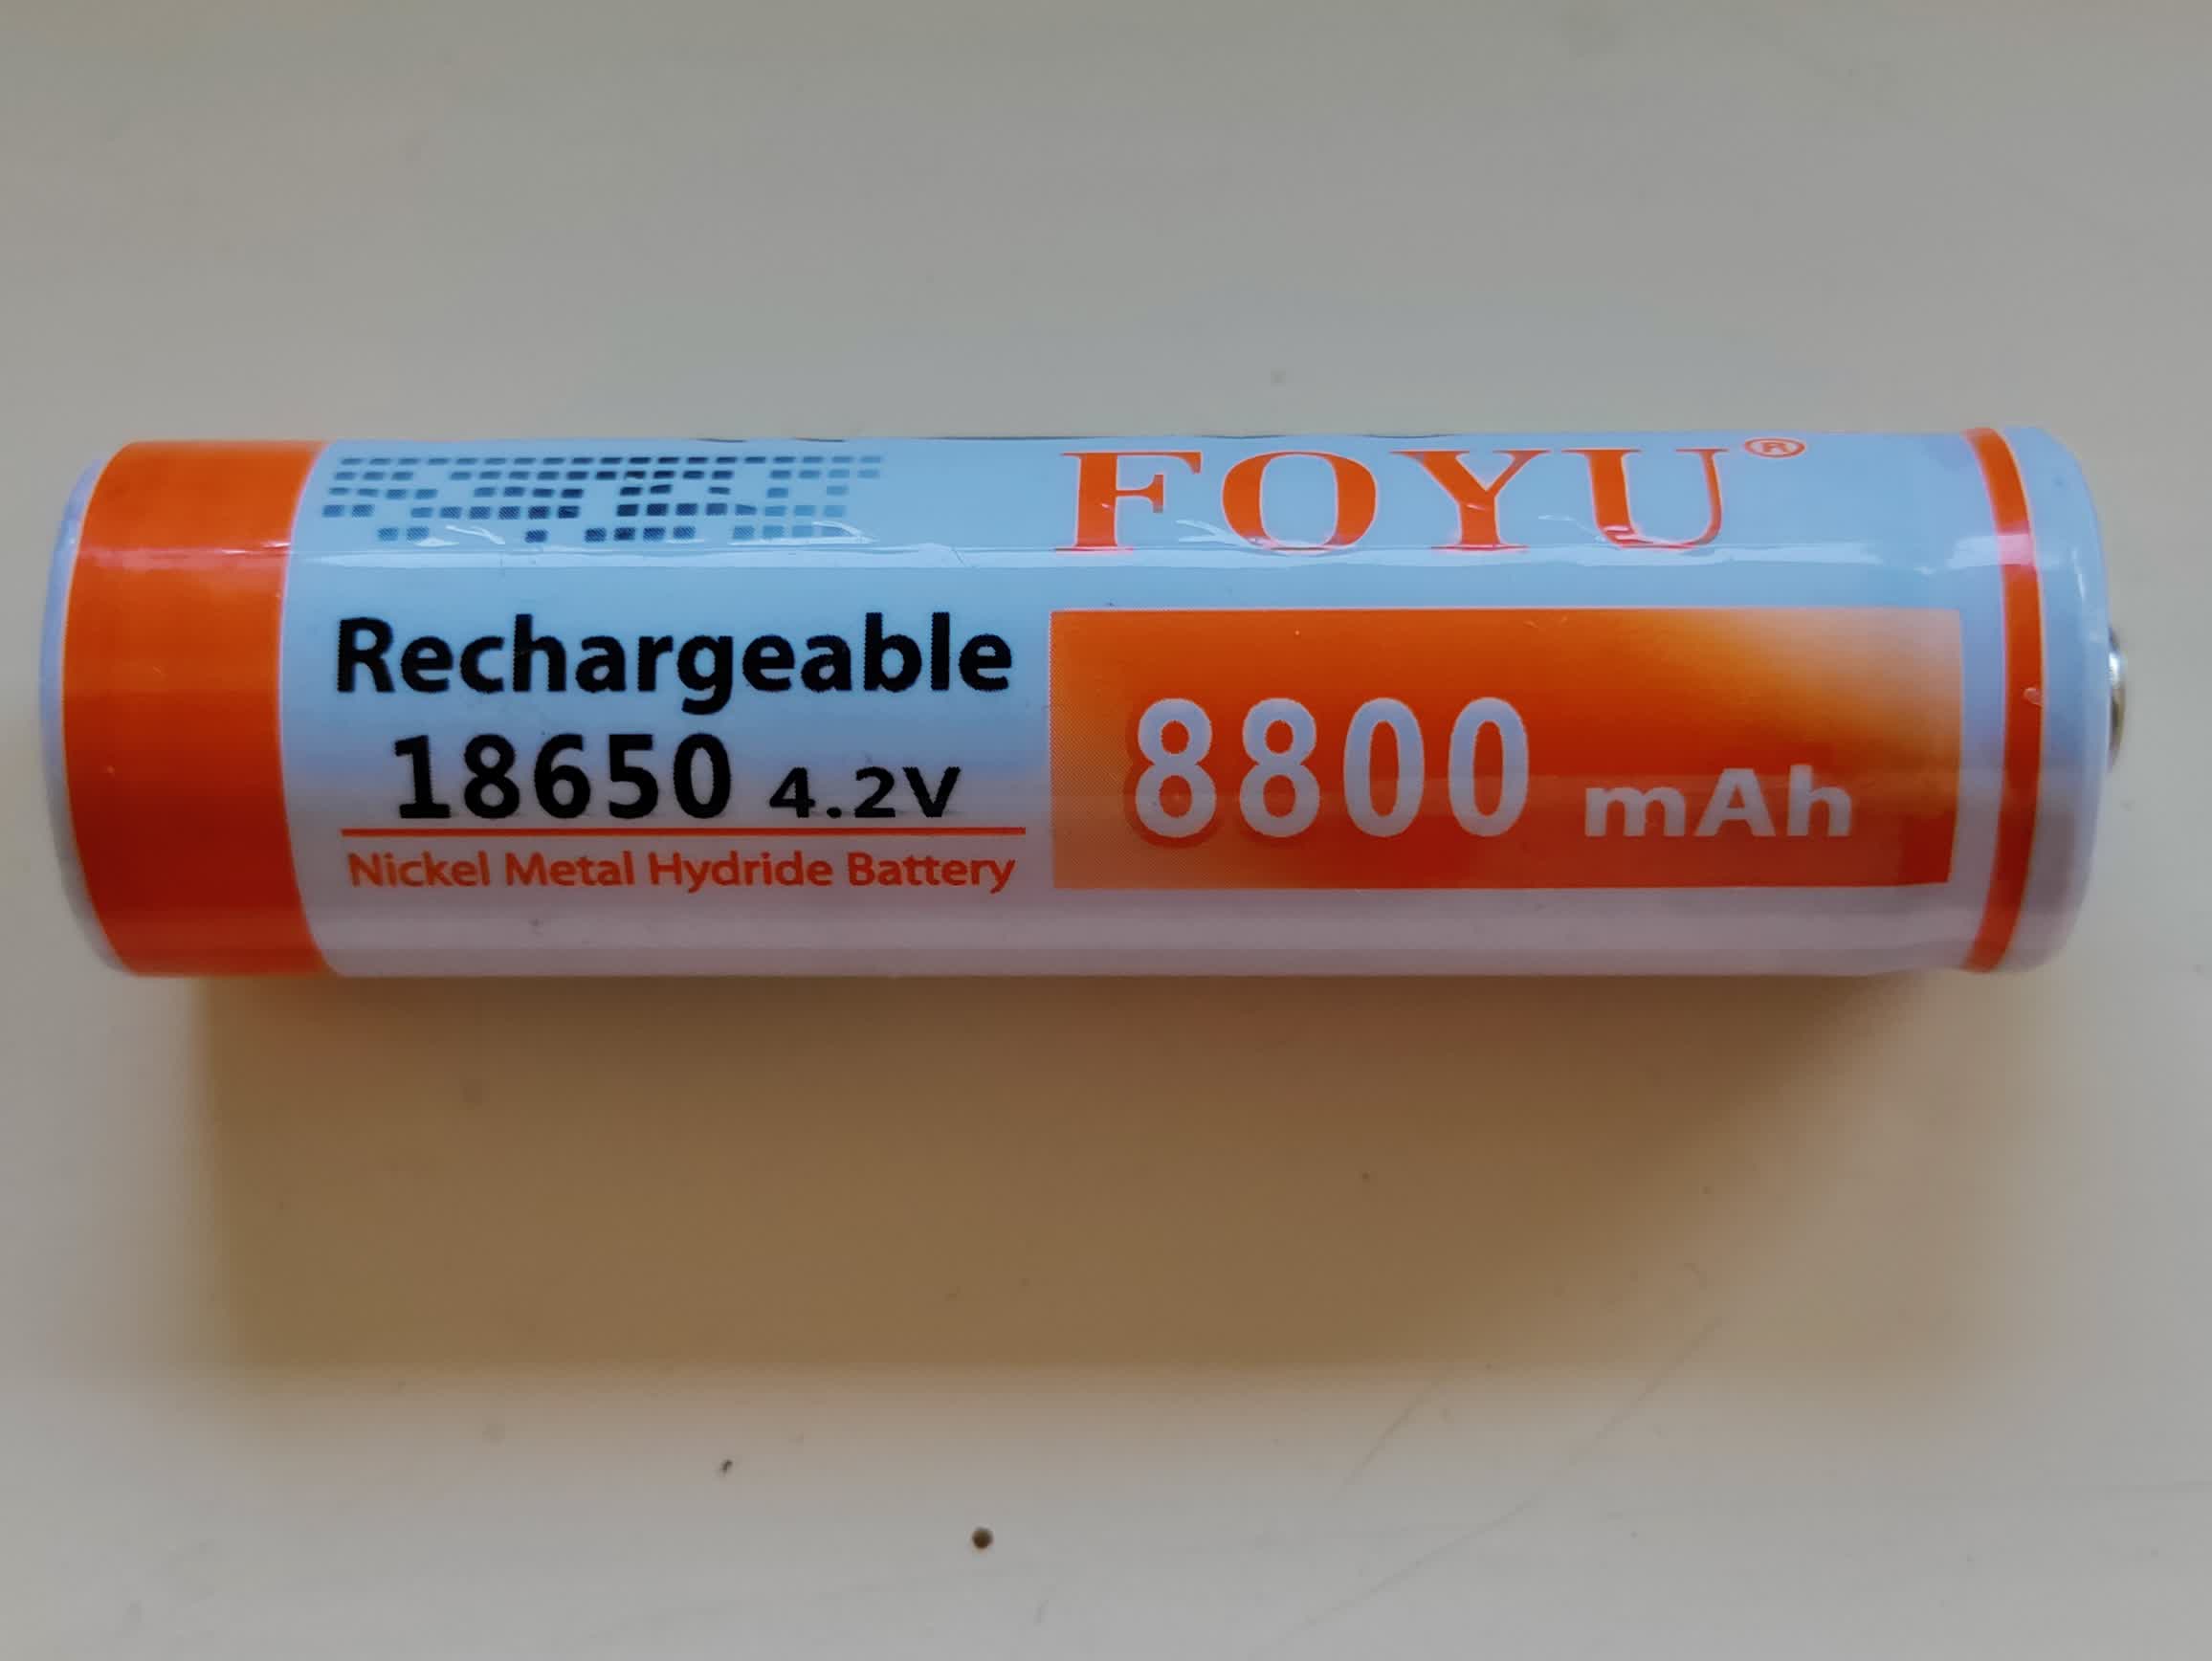 FOYU®
Rechargeable
18650 4.2V
Nickel Metal Hydride Battery
8800 mAh